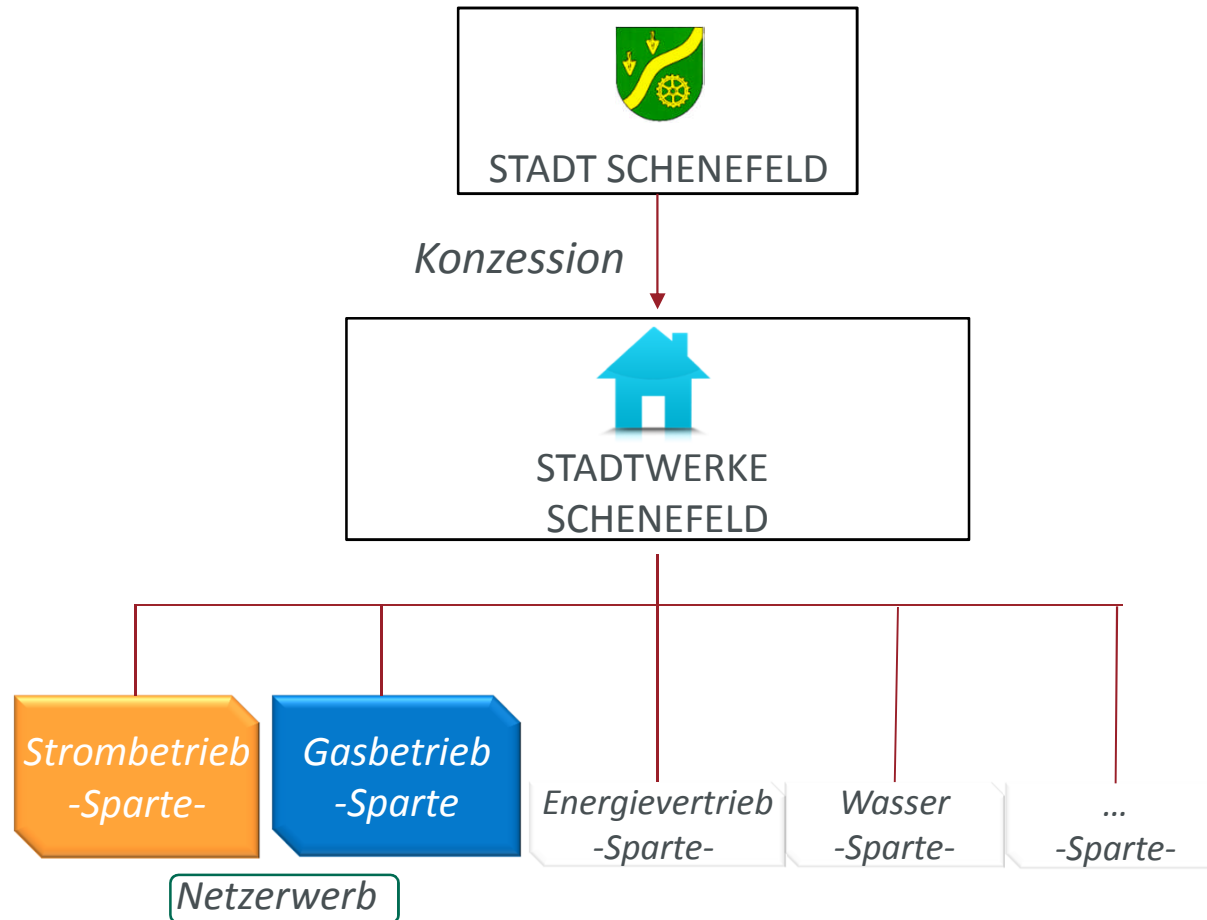 STADT SCHENEFELD
Konzession
STADTWERKE
SCHENEFELD
Strombetrieb
-Sparte-
Gasbetrieb
-Sparte
Energievertrieb
-Sparte-
Wasser
-Sparte-
...
-Sparte-
Netzerwerb